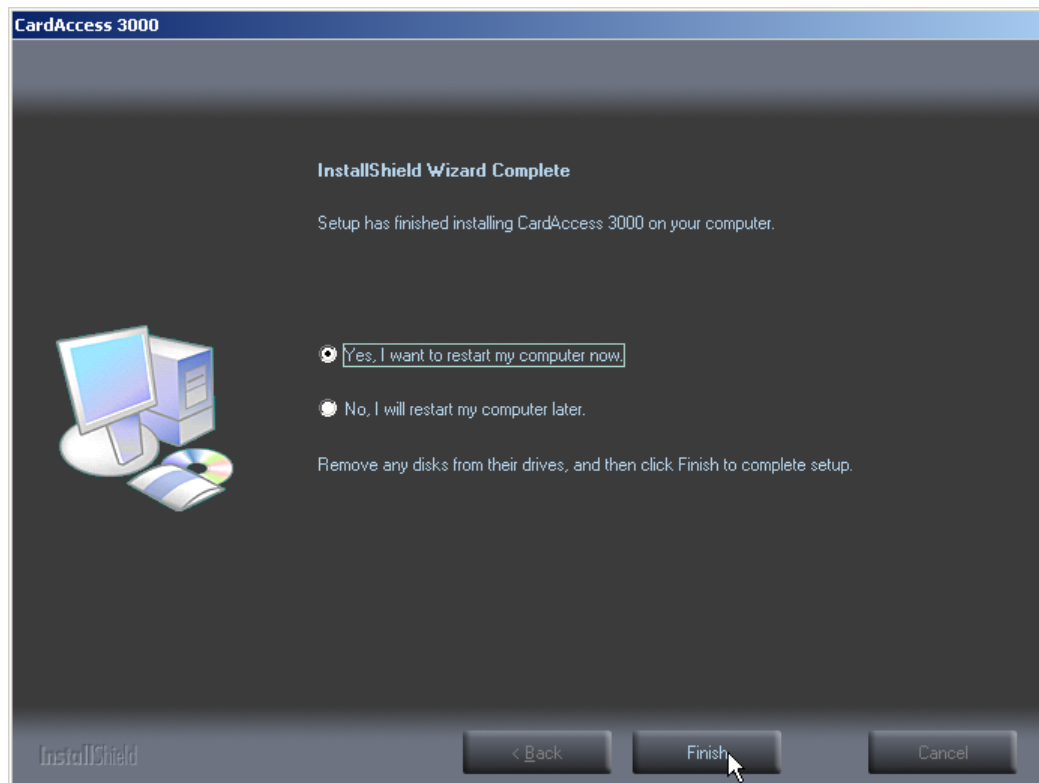 CardAccess 3000
InstallShield Wizard Complete
Setup has finished installing CardAccess 3000 on your computer.
Yes, I want to restart my computer now.
No, I will restart my computer later.
Remove any disks from their drives, and then click Finish to complete setup.
InstallShield
< Back
Finish
Cancel